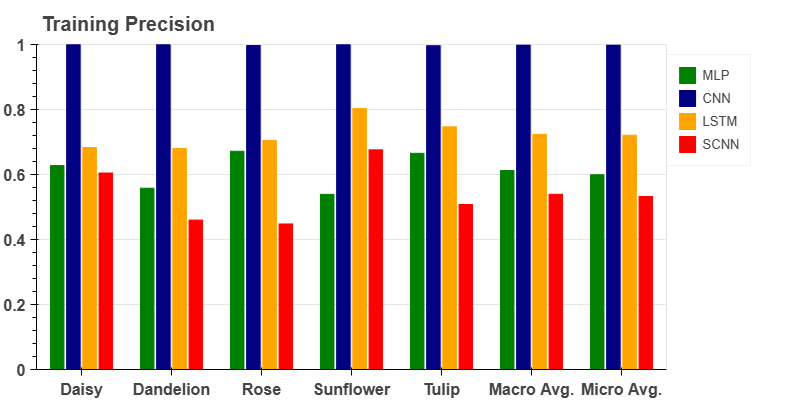 Training Precision
1
0.8
0.6
0.4
0.2
0
Daisy Dandelion Rose Sunflower Tulip Macro Avg. Micro Avg.
MLP
CNN
LSTM
SCNN